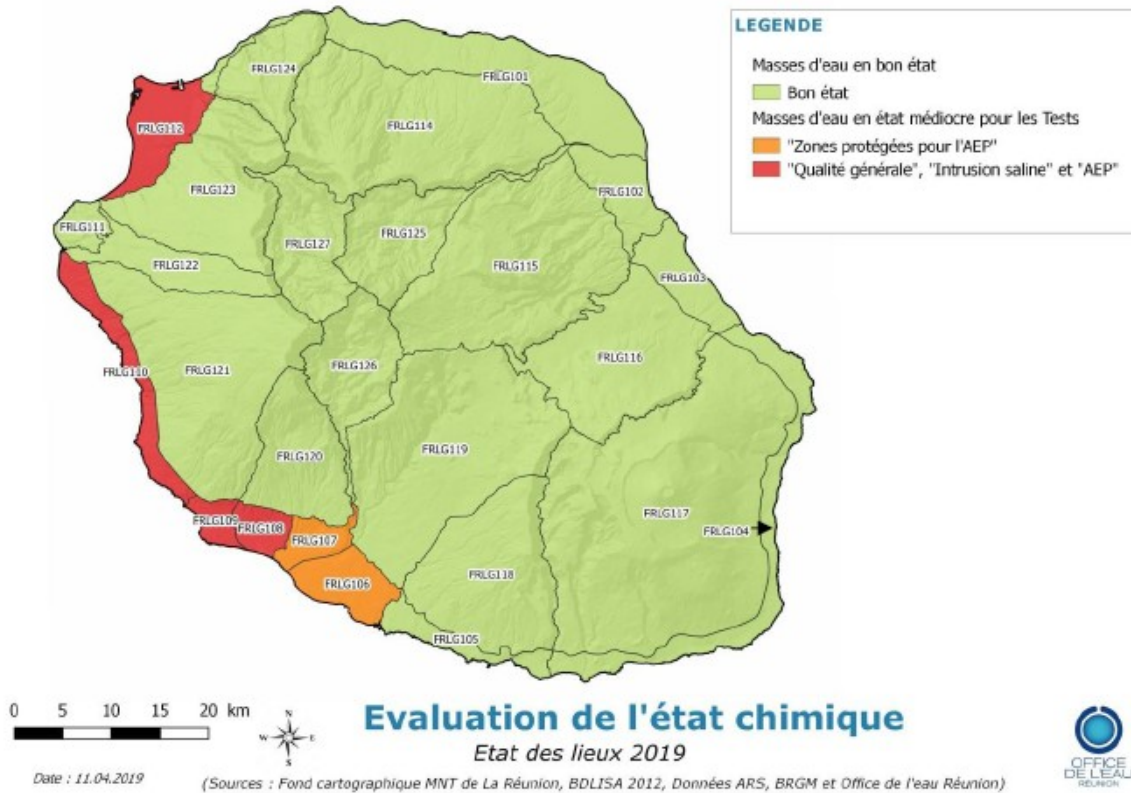 LEGENDE
Masses d'eau en bon état
Bon état
Masses d'eau en état médiocre pour les Tests
"Zones protégées pour l'AEP"
"Qualité générale", "Intrusion saline" et "AEP"
FRLG124
FRLG101
FRLG112
FRLG114
FRLG123
FRLG102
FRLG111
FRLG127
FRLG125
FRLG122
FRLG115
FRLG103
FRLG116
FRLG126
FRLG110
FRLG121
FRLG119
FRLG120
FRLG117
FRLG109
FRLG108
FRLG107
FRLG104
FRLG106
FRLG118
FRLG105
0 5 10 15 20 km
N
W E
S
Evaluation de l'état chimique
Etat des lieux 2019
Date : 11.04.2019
(Sources : Fond cartographique MNT de La Réunion, BDLISA 2012, Données ARS, BRGM et Office de l'eau Réunion)
OFFICE
DE L'EAU
RÉUNION